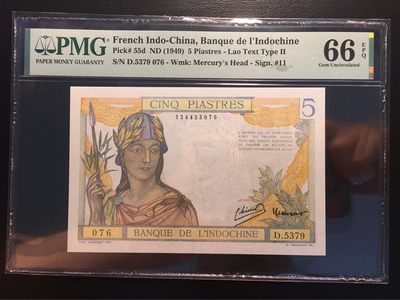 PMG
PAPER MONEY GUARANTY
French Indo-China, Banque de l'Indochine
Pick# 55d ND (1949) 5 Piastres - Lao Text Type II
S/N D.5379 076 - Wmk: Mercury's Head - Sign. #11
66 EPQ
Gem Uncirculated
CINQ PIASTRES
5
134453076
076
BANQUE DE L'INDOCHINE
D.5379